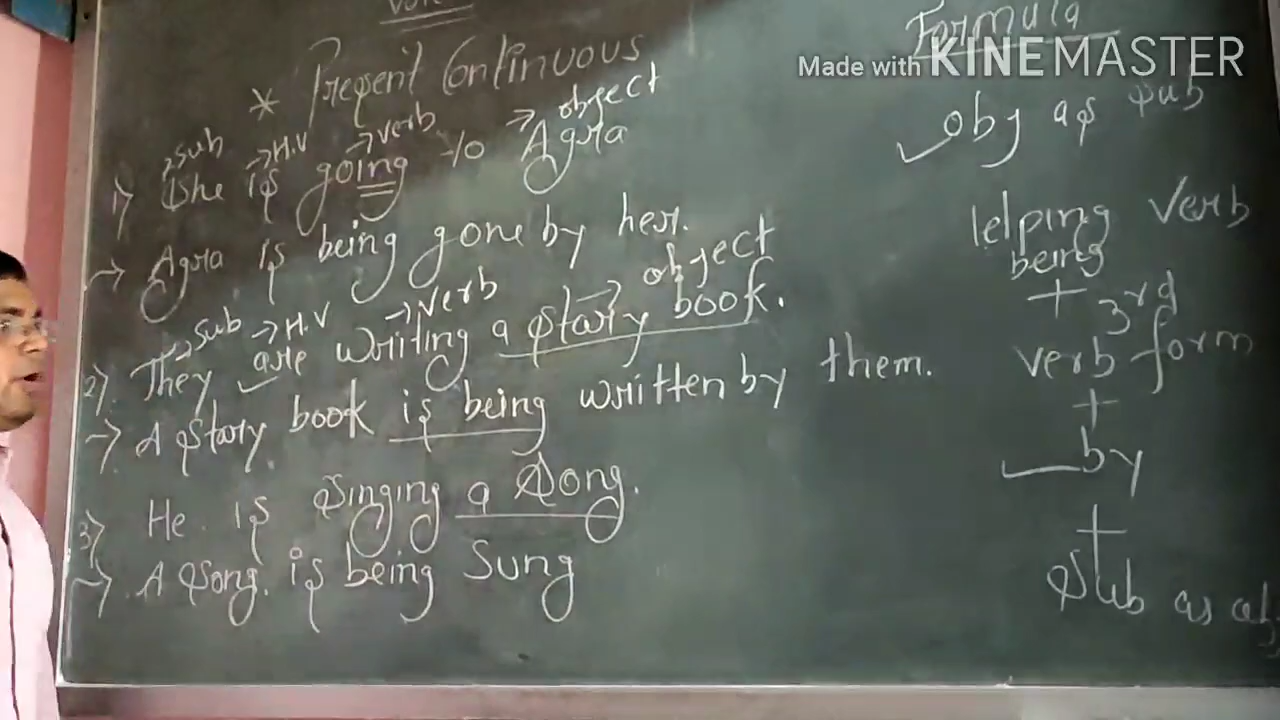 * Present Continuous
sub H.V verb object
1) She is going to Agra
→ Agra is being gone by her.
sub H.V verb object
2) They are writing a story book.
→ A story book is being written by them.
3) He is singing a Song.
→ A Song is being Sung
Formula
Made with KINEMASTER
obj as sub
helping verb
being
+ 3rd
verb form
+
by
+
Sub as obj